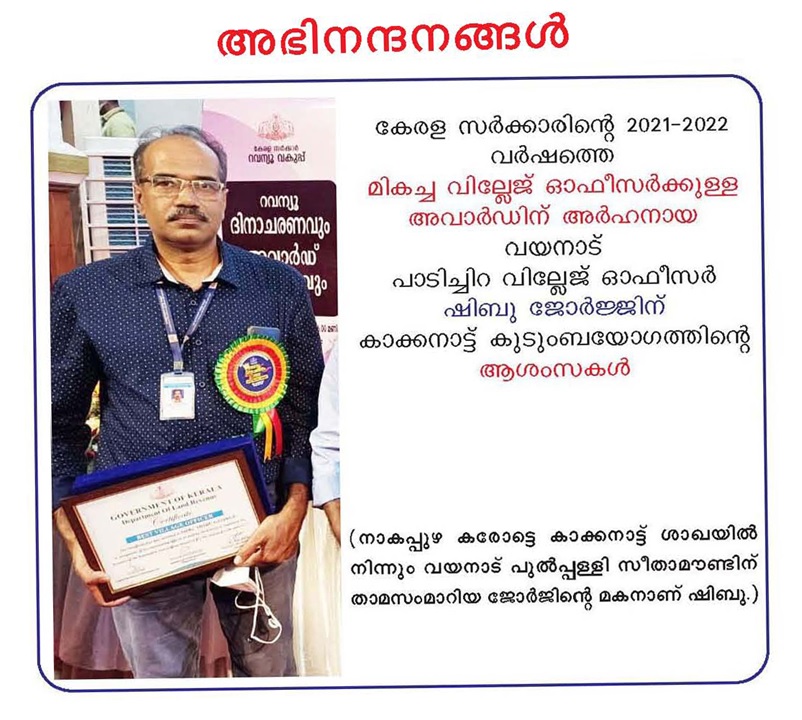 അഭിനന്ദനങ്ങൾ
കേരള സർക്കാർ
റവന്യൂ വകുപ്പ്
റവന്യൂ
ദിനാചരണവും
അവാർഡ്
കേരള സർക്കാരിന്റെ 2021-2022
വർഷത്തെ
മികച്ച വില്ലേജ് ഓഫീസർക്കുള്ള
അവാർഡിന് അർഹനായ
വയനാട്
പാടിച്ചിറ വില്ലേജ് ഓഫീസർ
ഷിബു ജോർജ്ജിന്
കാക്കനാട്ട് കുടുംബയോഗത്തിന്റെ
ആശംസകൾ
GOVERNMENT OF KERALA
Department Of Land Revenue
Certificate
BEST VILLAGE OFFICER
(നാകപ്പുഴ കരോട്ടെ കാക്കനാട്ട് ശാഖയിൽ
നിന്നും വയനാട് പുൽപ്പള്ളി സീതാമൗണ്ടിന്
താമസംമാറിയ ജോർജിന്റെ മകനാണ് ഷിബു.)